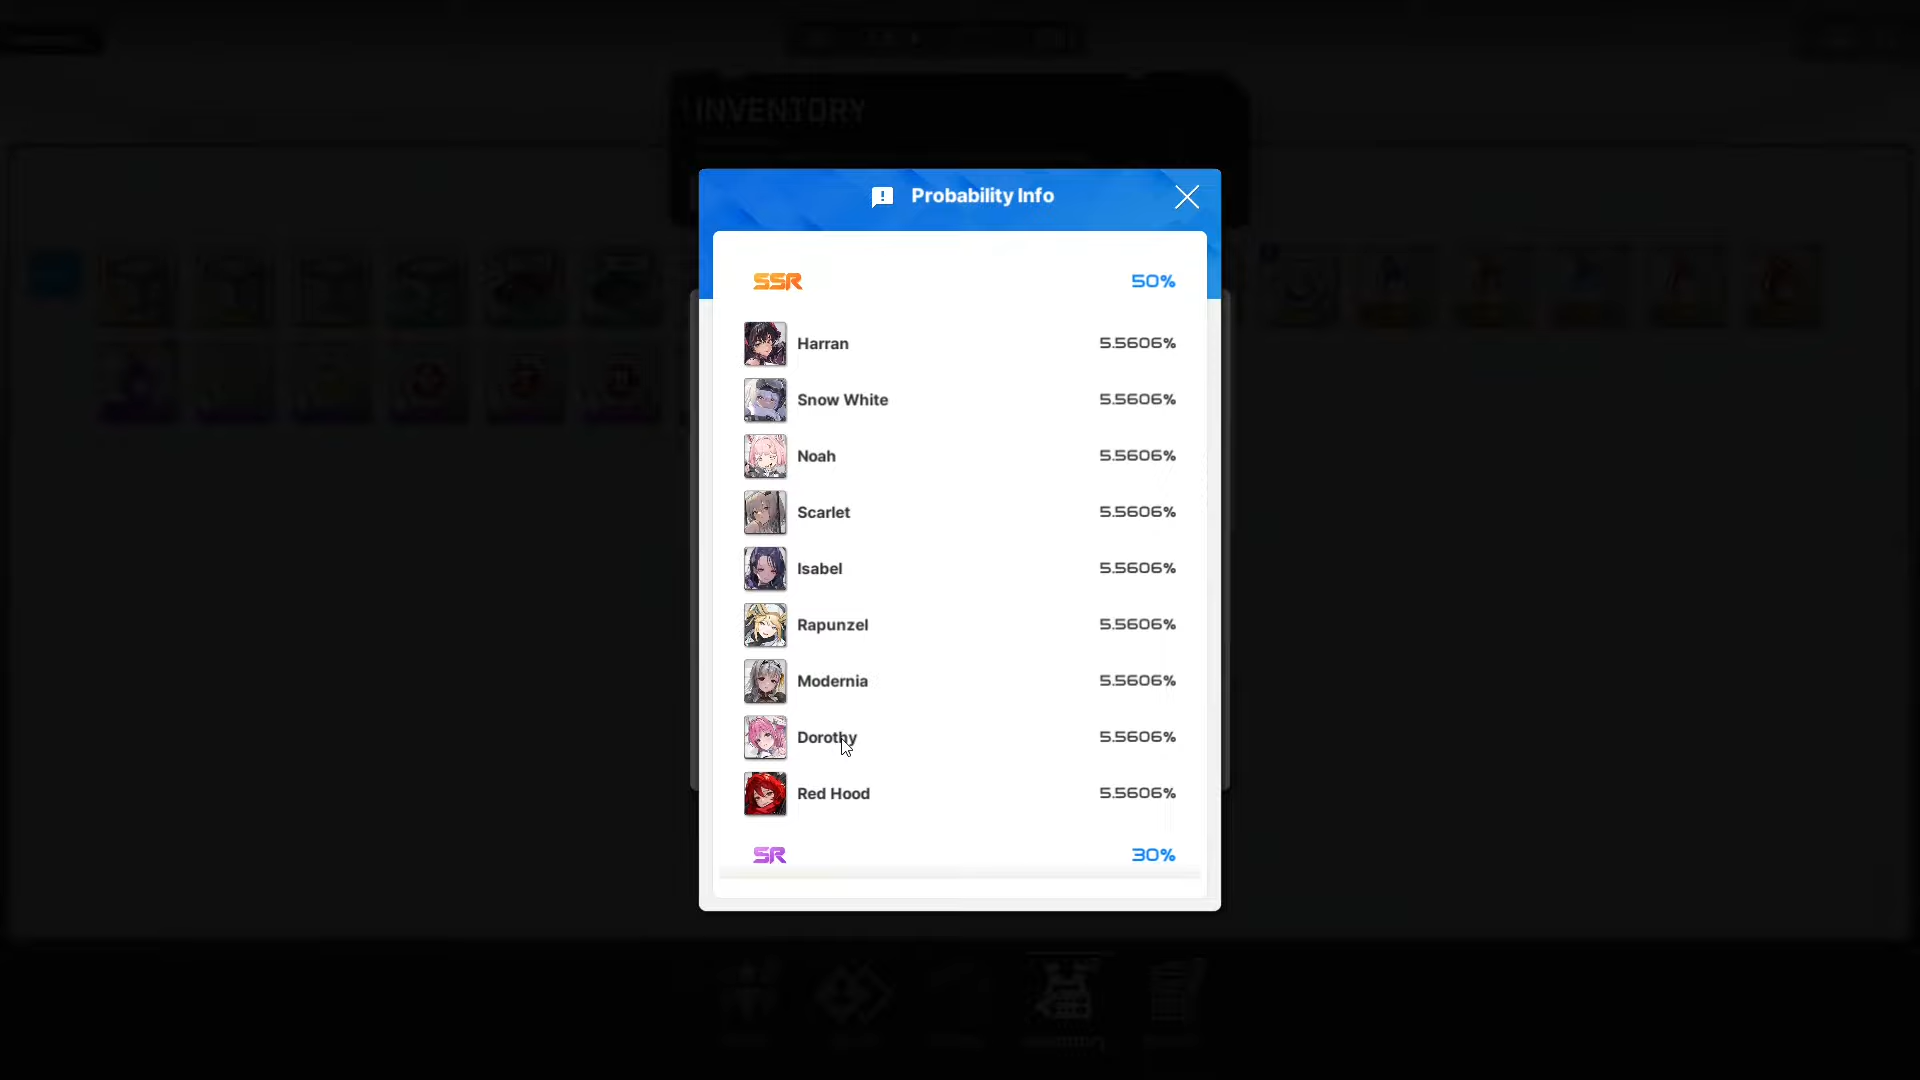 INVENTORY
Probability Info
SSR 50%
Harran 5.5606%
Snow White 5.5606%
Noah 5.5606%
Scarlet 5.5606%
Isabel 5.5606%
Rapunzel 5.5606%
Modernia 5.5606%
Dorothy 5.5606%
Red Hood 5.5606%
SR 30%